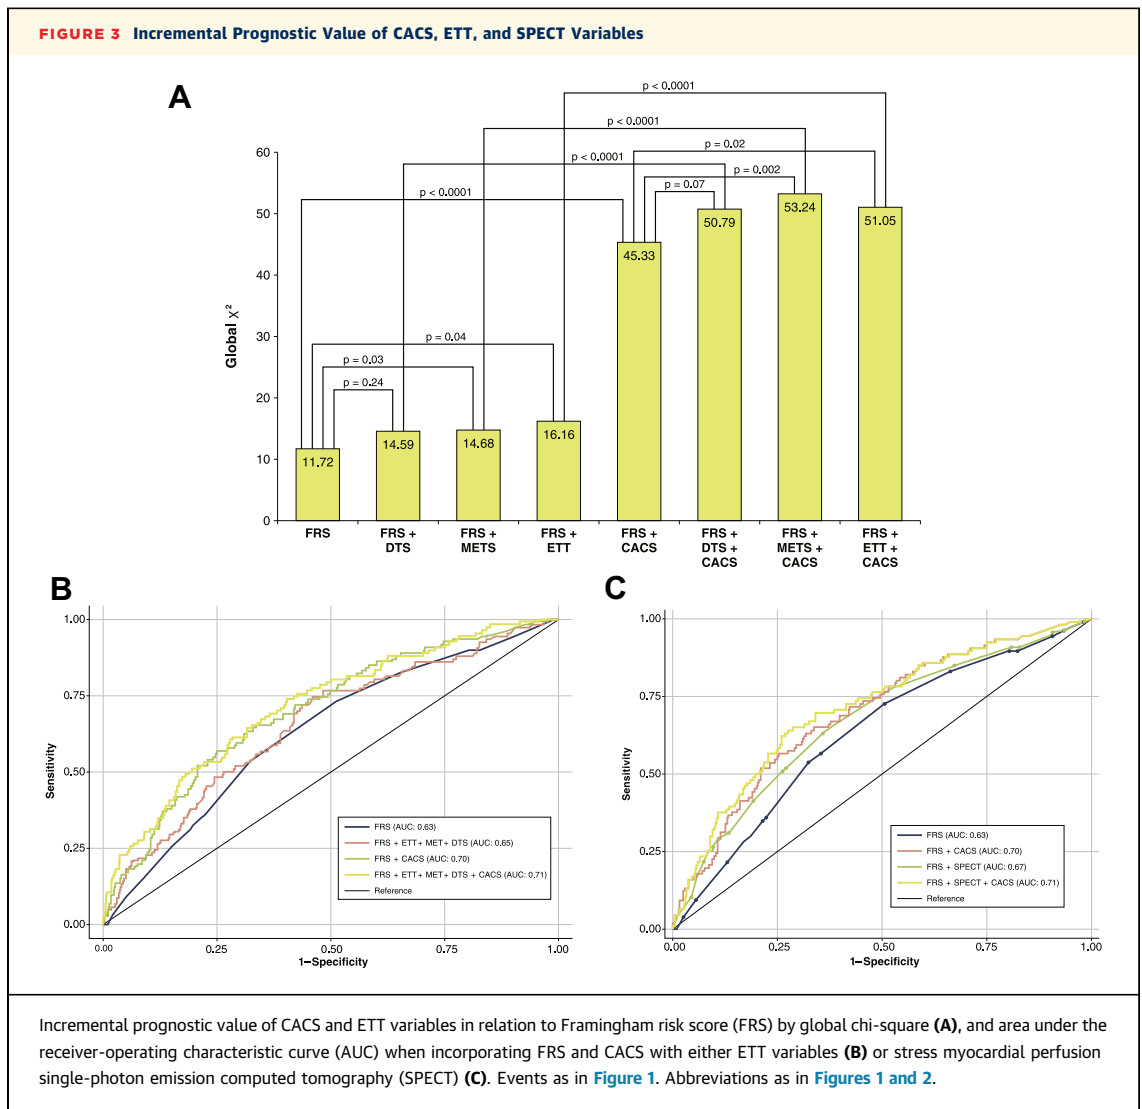 FIGURE 3 Incremental Prognostic Value of CACS, ETT, and SPECT Variables
A
p < 0.0001
p < 0.0001
p = 0.02
p < 0.0001
p = 0.002
p < 0.0001
p = 0.07
60
50
40
30
20
10
0
Global χ²
53.24
50.79
51.05
45.33
p = 0.04
p = 0.03
p = 0.24
11.72
14.59
14.68
16.16
FRS
FRS +
DTS
FRS +
METS
FRS +
ETT
FRS +
CACS
FRS +
DTS +
CACS
FRS +
METS +
CACS
FRS +
ETT +
CACS
B
1.00
0.75
0.50
0.25
0.00
Sensitivity
FRS (AUC: 0.63)
FRS + ETT+ MET+ DTS (AUC: 0.65)
FRS + CACS (AUC: 0.70)
FRS + ETT+ MET+ DTS + CACS (AUC: 0.71)
Reference
0.00 0.25 0.50 0.75 1.00
1–Specificity
C
1.00
0.75
0.50
0.25
0.00
Sensitivity
FRS (AUC: 0.63)
FRS + CACS (AUC: 0.70)
FRS + SPECT (AUC: 0.67)
FRS + SPECT + CACS (AUC: 0.71)
Reference
0.00 0.25 0.50 0.75 1.00
1–Specificity
Incremental prognostic value of CACS and ETT variables in relation to Framingham risk score (FRS) by global chi-square (A), and area under the
receiver-operating characteristic curve (AUC) when incorporating FRS and CACS with either ETT variables (B) or stress myocardial perfusion
single-photon emission computed tomography (SPECT) (C). Events as in Figure 1. Abbreviations as in Figures 1 and 2.